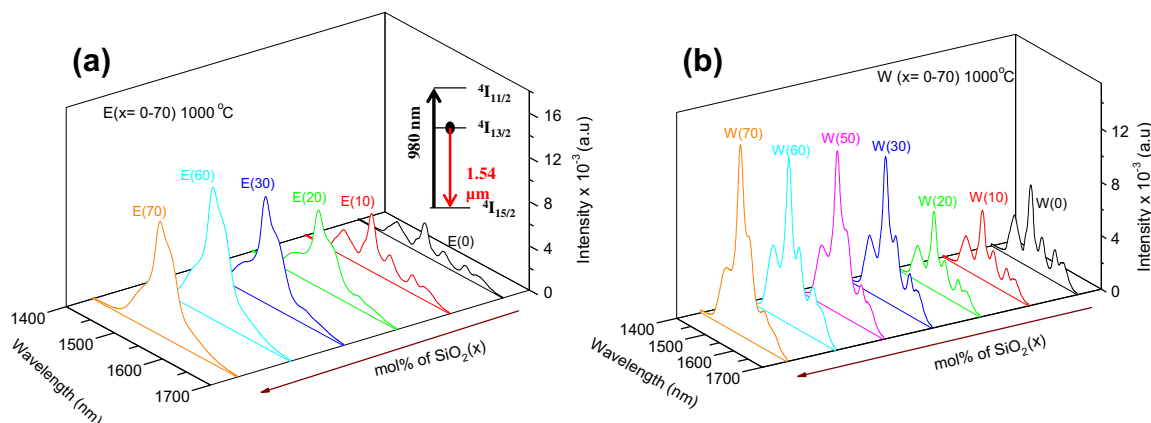 (a)
E(x= 0-70) 1000 °C
E(70)
E(60)
E(30)
E(20)
E(10)
E(0)
980 nm
⁴I₁₁/₂
⁴I₁₃/₂
1.54
µm
⁴I₁₅/₂
16
12
8
4
0
Intensity x 10⁻³ (a.u)
1400
1500
1600
1700
Wavelength (nm)
mol% of SiO₂(x)
(b)
W (x= 0-70) 1000°C
W(70)
W(60)
W(50)
W(30)
W(20)
W(10)
W(0)
12
8
4
0
Intensity x 10⁻³ (a.u)
1400
1500
1600
1700
Wavelength (nm)
mol% of SiO₂(x)